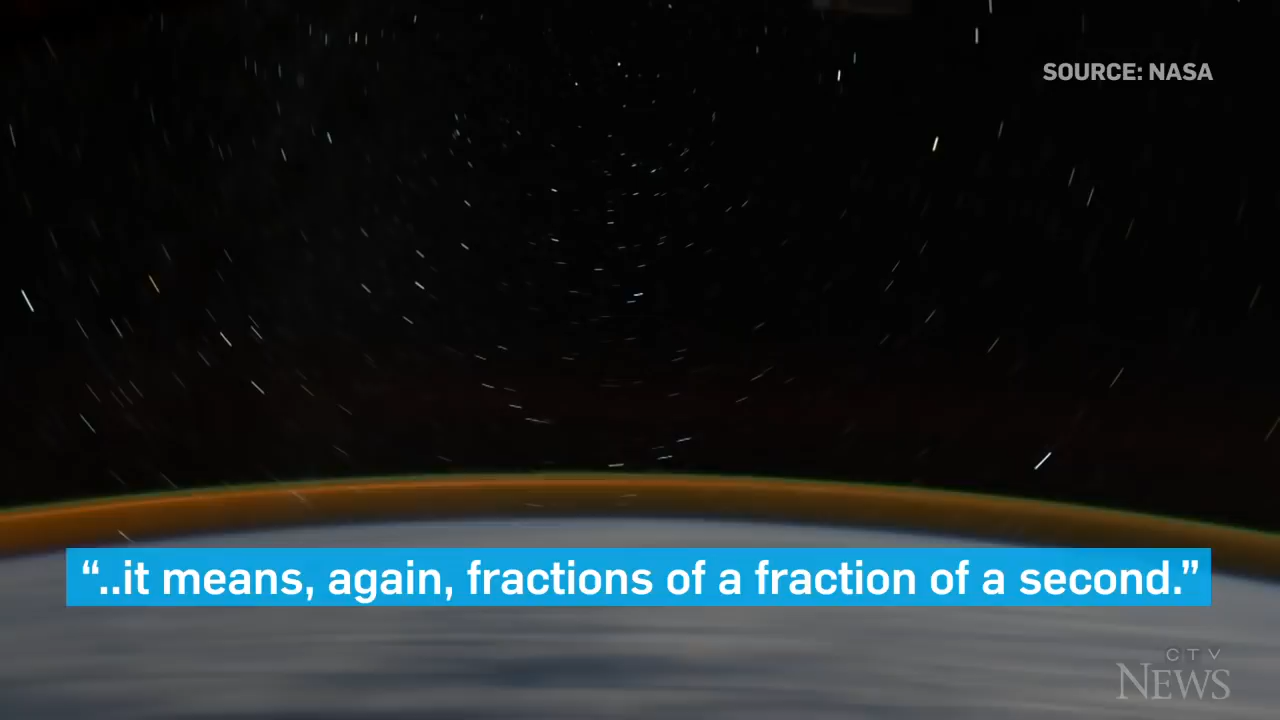 SOURCE: NASA
“..it means, again, fractions of a fraction of a second.”
CTV
NEWS